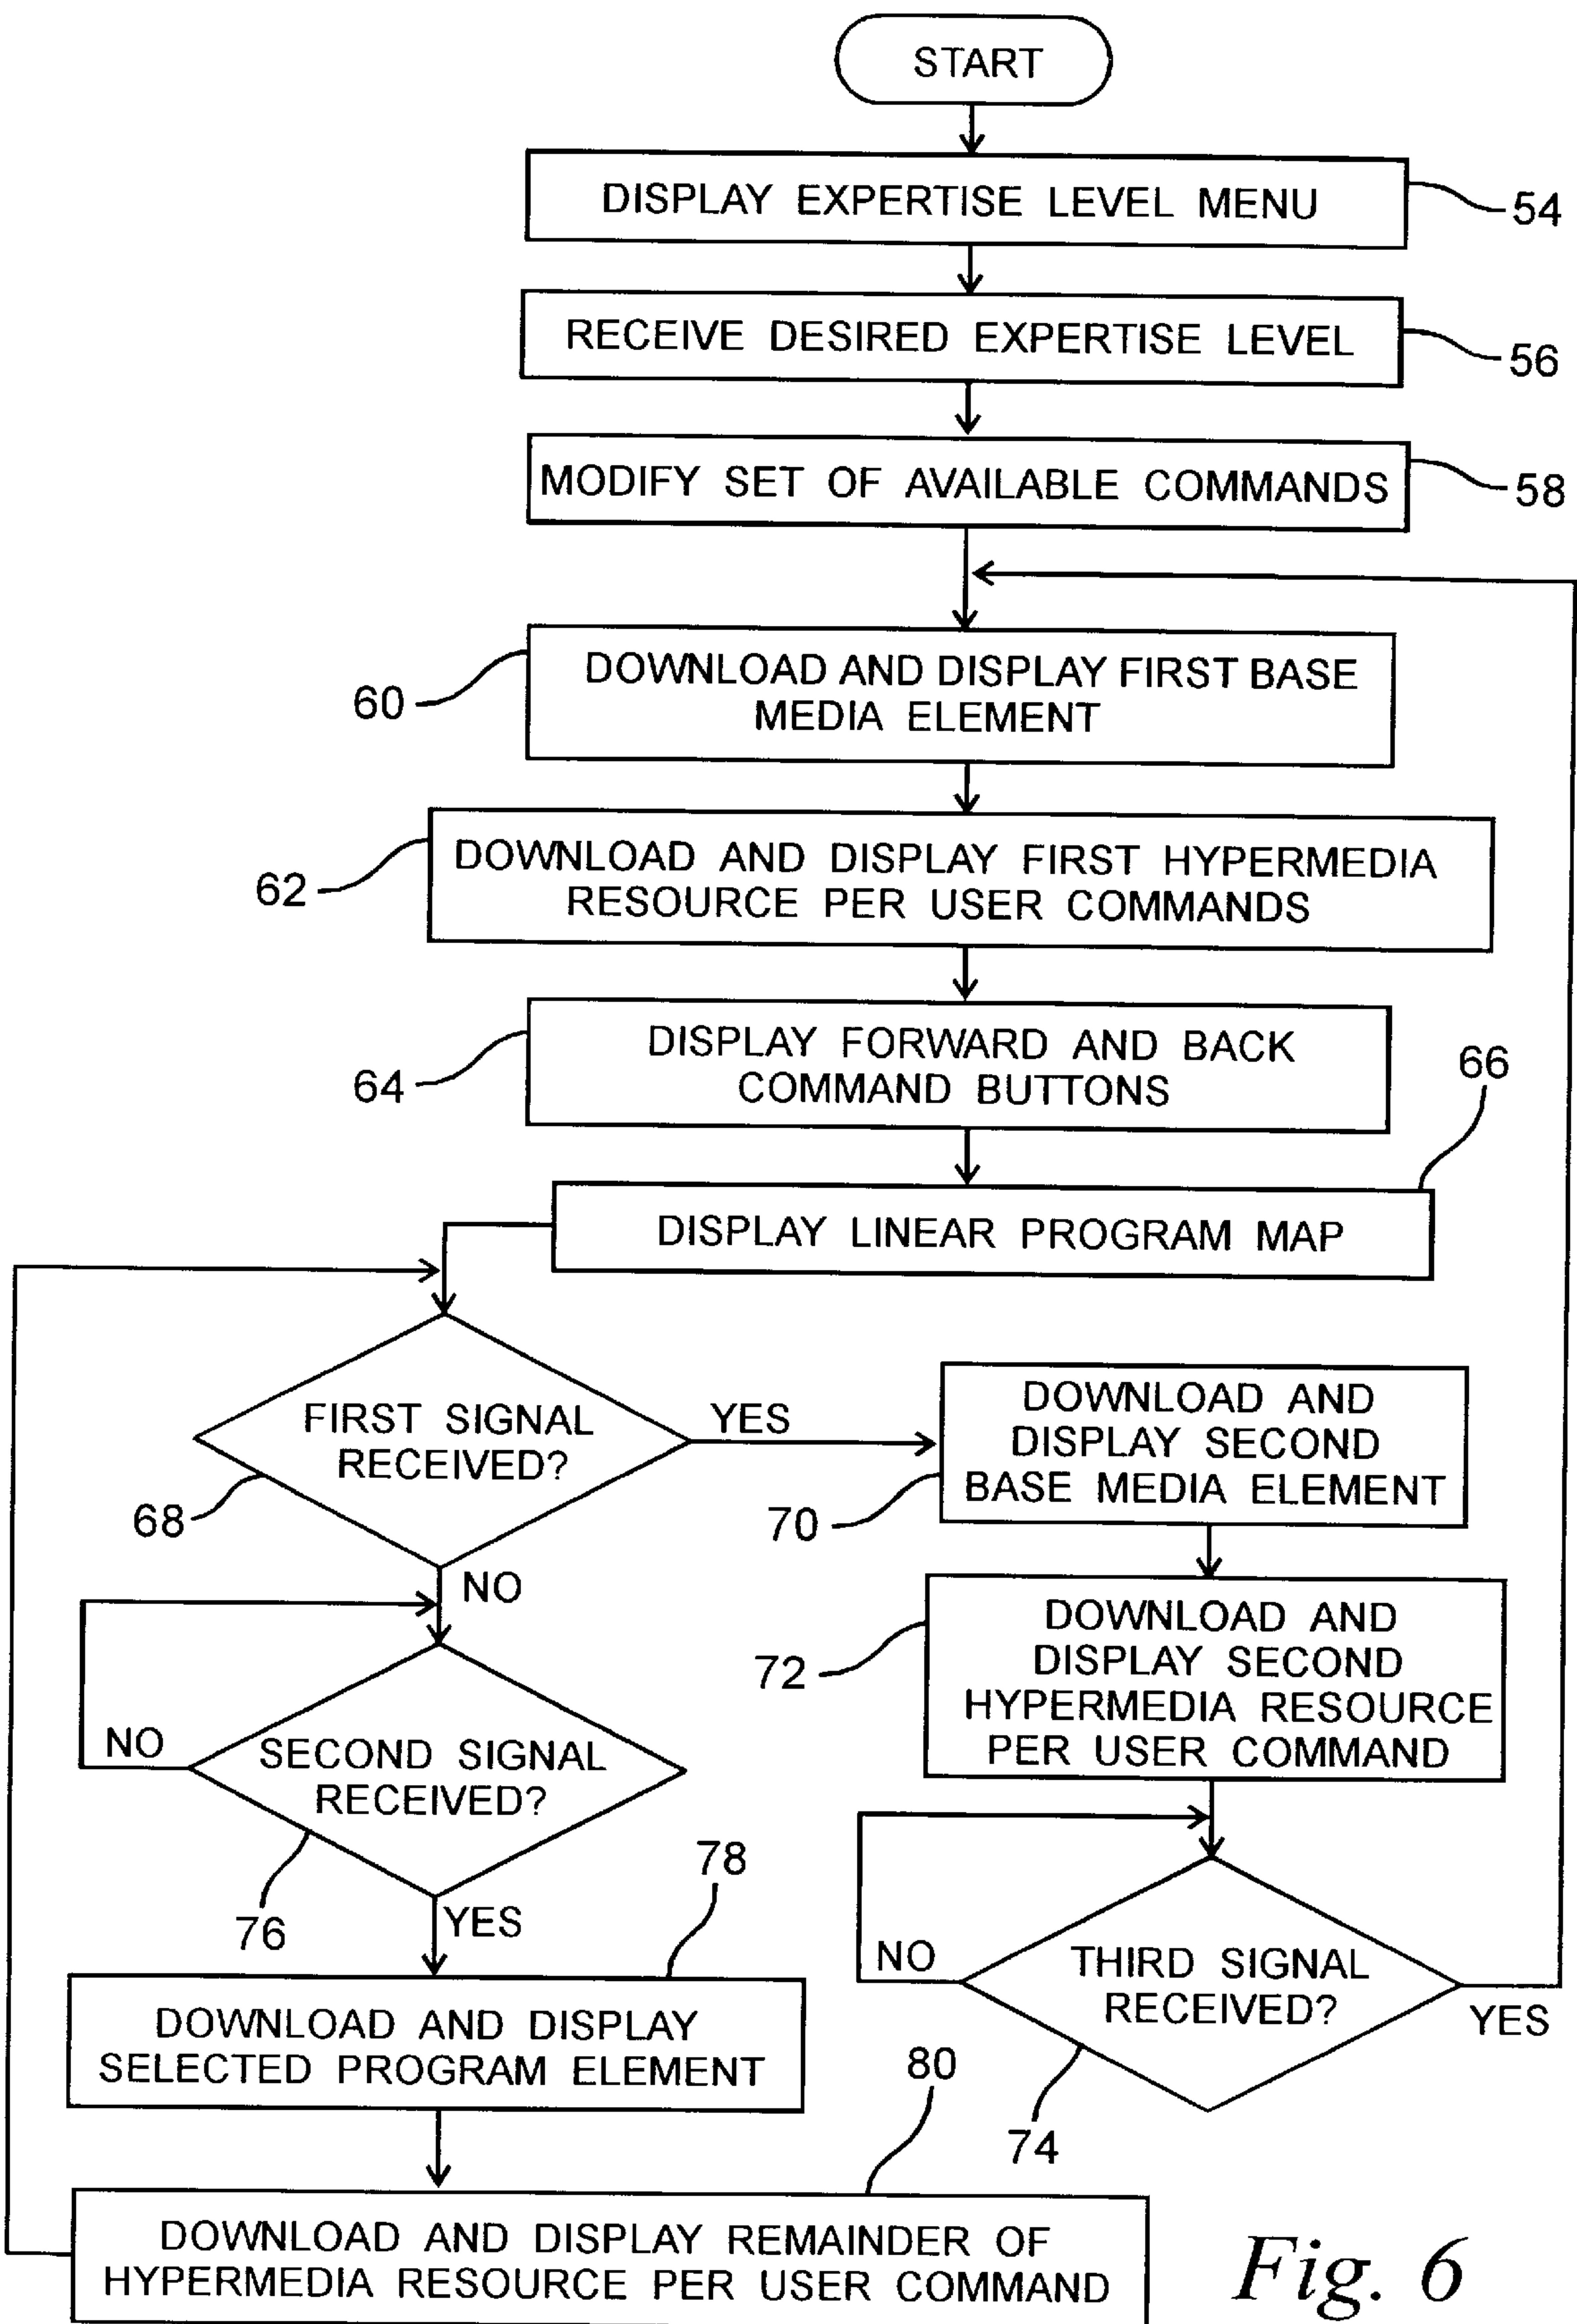 START
DISPLAY EXPERTISE LEVEL MENU
54
RECEIVE DESIRED EXPERTISE LEVEL
56
MODIFY SET OF AVAILABLE COMMANDS
58
DOWNLOAD AND DISPLAY FIRST BASE
MEDIA ELEMENT
60
DOWNLOAD AND DISPLAY FIRST HYPERMEDIA
RESOURCE PER USER COMMANDS
62
DISPLAY FORWARD AND BACK
COMMAND BUTTONS
64
66
DISPLAY LINEAR PROGRAM MAP
FIRST SIGNAL
RECEIVED?
68
YES
NO
DOWNLOAD AND
DISPLAY SECOND
BASE MEDIA ELEMENT
70
DOWNLOAD AND
DISPLAY SECOND
HYPERMEDIA RESOURCE
PER USER COMMAND
72
SECOND SIGNAL
RECEIVED?
NO
76
YES
THIRD SIGNAL
RECEIVED?
NO
YES
74
78
DOWNLOAD AND DISPLAY
SELECTED PROGRAM ELEMENT
80
DOWNLOAD AND DISPLAY REMAINDER OF
HYPERMEDIA RESOURCE PER USER COMMAND
Fig. 6